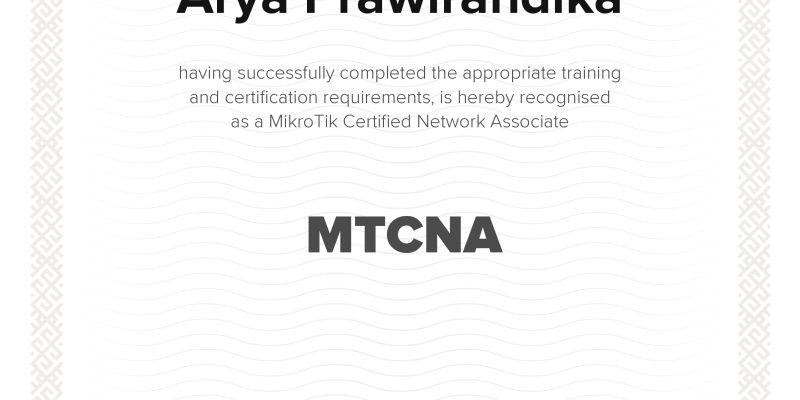 Arya Prawirandika
having successfully completed the appropriate training
and certification requirements, is hereby recognised
as a MikroTik Certified Network Associate
MTCNA